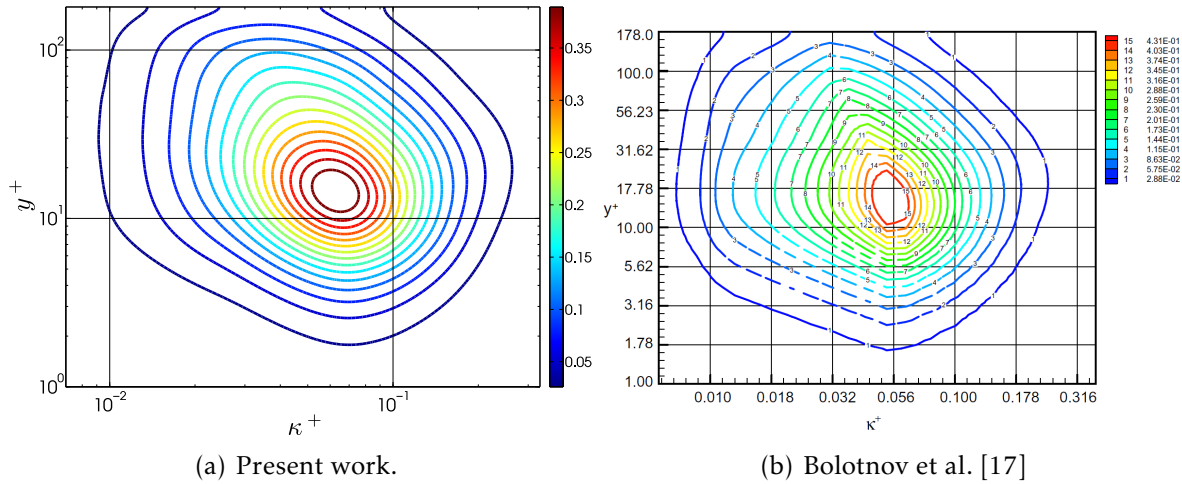 10²
10¹
10⁰
y⁺
10⁻²
10⁻¹
κ⁺
0.35
0.3
0.25
0.2
0.15
0.1
0.05
(a) Present work.
178.0
100.0
56.23
31.62
17.78
10.00
5.62
3.16
1.78
1.00
y⁺
0.010 0.018 0.032 0.056 0.100 0.178 0.316
κ⁺
15 4.31E-01
14 4.03E-01
13 3.74E-01
12 3.45E-01
11 3.16E-01
10 2.88E-01
9 2.59E-01
8 2.30E-01
7 2.01E-01
6 1.73E-01
5 1.44E-01
4 1.15E-01
3 8.63E-02
2 5.75E-02
1 2.88E-02
(b) Bolotnov et al. [17]